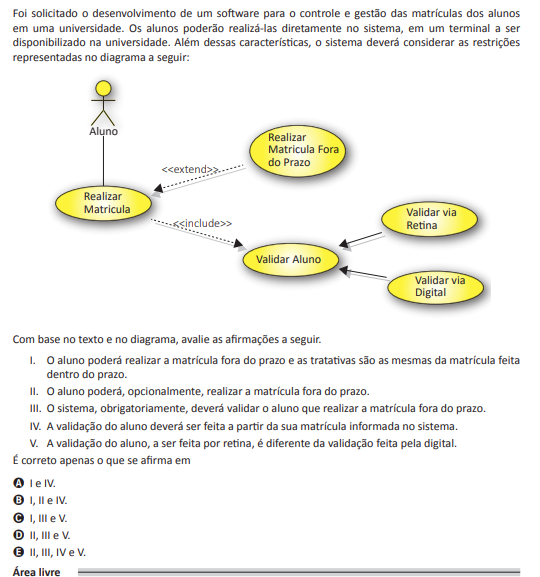 Foi solicitado o desenvolvimento de um software para o controle e gestão das matrículas dos alunos
em uma universidade. Os alunos poderão realizá-las diretamente no sistema, em um terminal a ser
disponibilizado na universidade. Além dessas características, o sistema deverá considerar as restrições
representadas no diagrama a seguir:
Aluno
Realizar
Matricula Fora
do Prazo
<<extend>>
Realizar
Matricula
<<include>>
Validar via
Retina
Validar Aluno
Validar via
Digital
Com base no texto e no diagrama, avalie as afirmações a seguir.
I. O aluno poderá realizar a matrícula fora do prazo e as tratativas são as mesmas da matrícula feita
dentro do prazo.
II. O aluno poderá, opcionalmente, realizar a matrícula fora do prazo.
III. O sistema, obrigatoriamente, deverá validar o aluno que realizar a matrícula fora do prazo.
IV. A validação do aluno deverá ser feita a partir da sua matrícula informada no sistema.
V. A validação do aluno, a ser feita por retina, é diferente da validação feita pela digital.
É correto apenas o que se afirma em
A I e IV.
B I, II e IV.
C I, III e V.
D II, III e V.
E II, III, IV e V.
Área livre